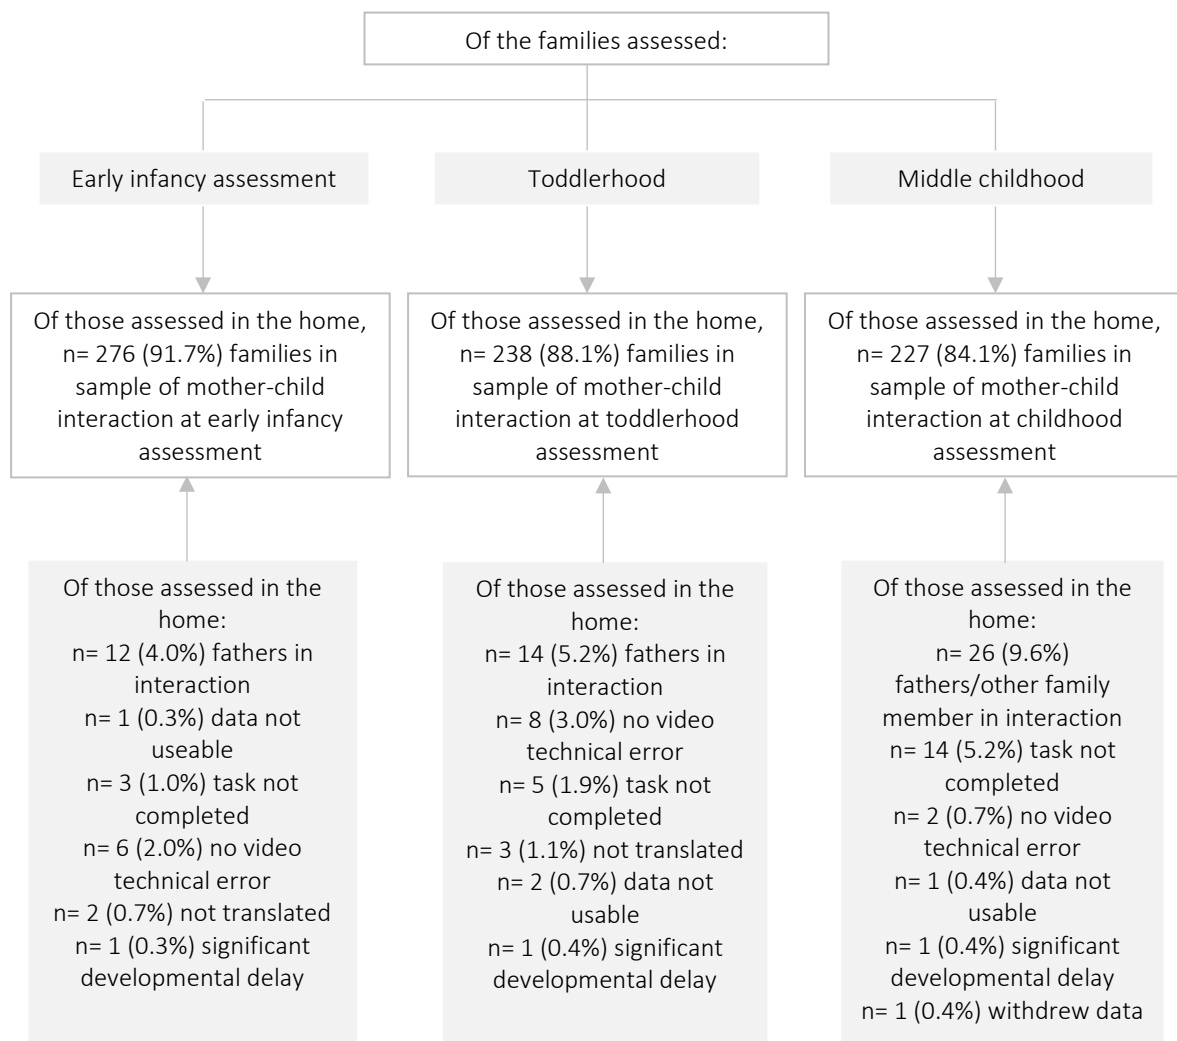 Of the families assessed:
Early infancy assessment
Toddlerhood
Middle childhood
Of those assessed in the home,
n= 276 (91.7%) families in
sample of mother-child
interaction at early infancy
assessment
Of those assessed in the home,
n= 238 (88.1%) families in
sample of mother-child
interaction at toddlerhood
assessment
Of those assessed in the home,
n= 227 (84.1%) families in
sample of mother-child
interaction at childhood
assessment
Of those assessed in the
home:
n= 12 (4.0%) fathers in
interaction
n= 1 (0.3%) data not
useable
n= 3 (1.0%) task not
completed
n= 6 (2.0%) no video
technical error
n= 2 (0.7%) not translated
n= 1 (0.3%) significant
developmental delay
Of those assessed in the
home:
n= 14 (5.2%) fathers in
interaction
n= 8 (3.0%) no video
technical error
n= 5 (1.9%) task not
completed
n= 3 (1.1%) not translated
n= 2 (0.7%) data not
usable
n= 1 (0.4%) significant
developmental delay
Of those assessed in the
home:
n= 26 (9.6%)
fathers/other family
member in interaction
n= 14 (5.2%) task not
completed
n= 2 (0.7%) no video
technical error
n= 1 (0.4%) data not
usable
n= 1 (0.4%) significant
developmental delay
n= 1 (0.4%) withdrew data